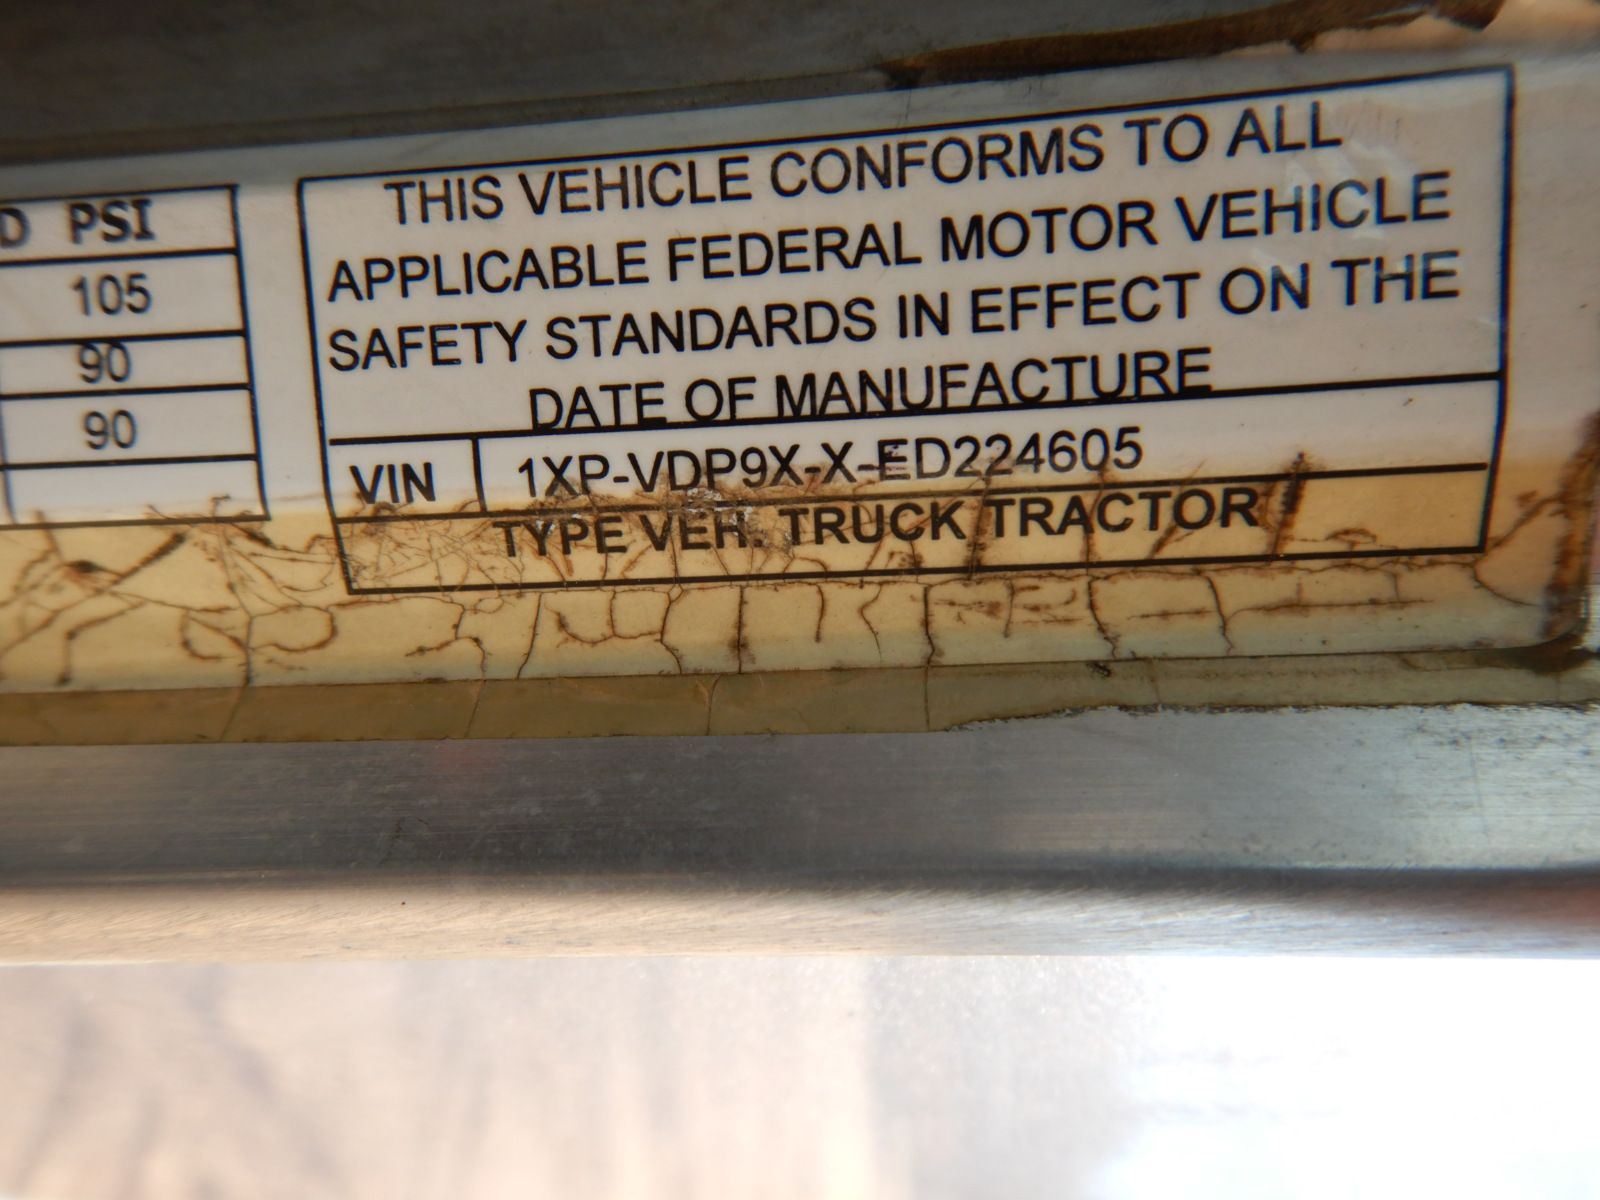 D PSI
105
90
90
THIS VEHICLE CONFORMS TO ALL
APPLICABLE FEDERAL MOTOR VEHICLE
SAFETY STANDARDS IN EFFECT ON THE
DATE OF MANUFACTURE
VIN 1XP-VDP9X-X-ED224605
TYPE VEH. TRUCK TRACTOR